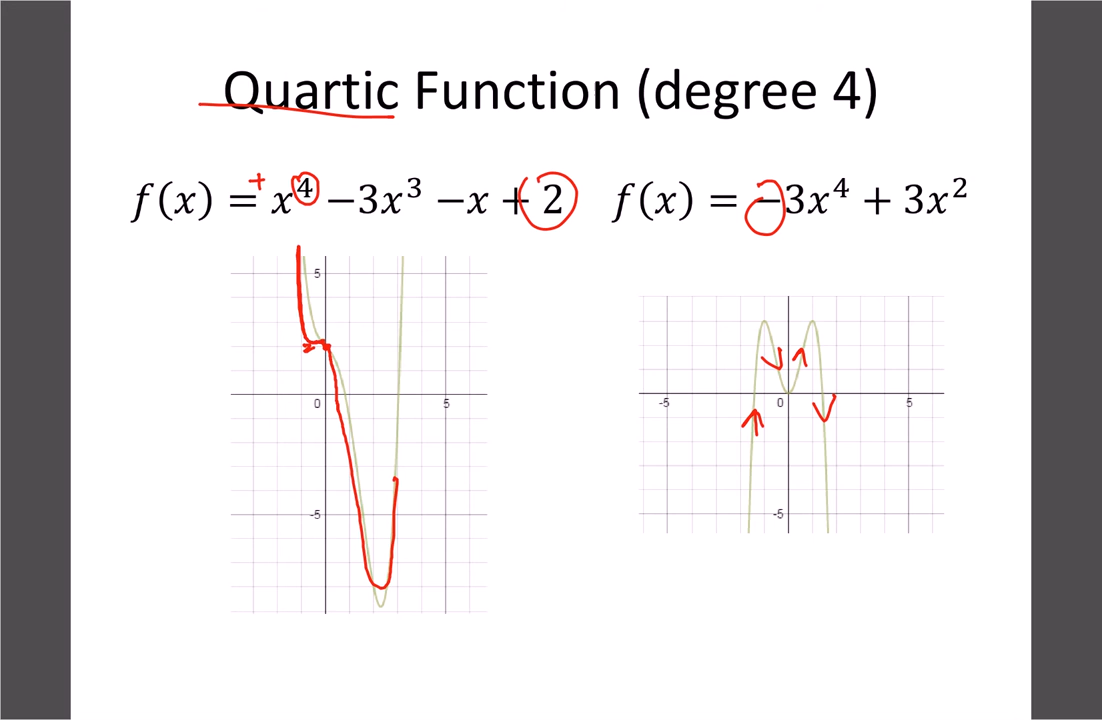 Quartic Function (degree 4)
f(x) = + x⁴ −3x³ −x + 2
f(x) = −3x⁴ + 3x²
5
0 5
-5
-5 0 5
-5